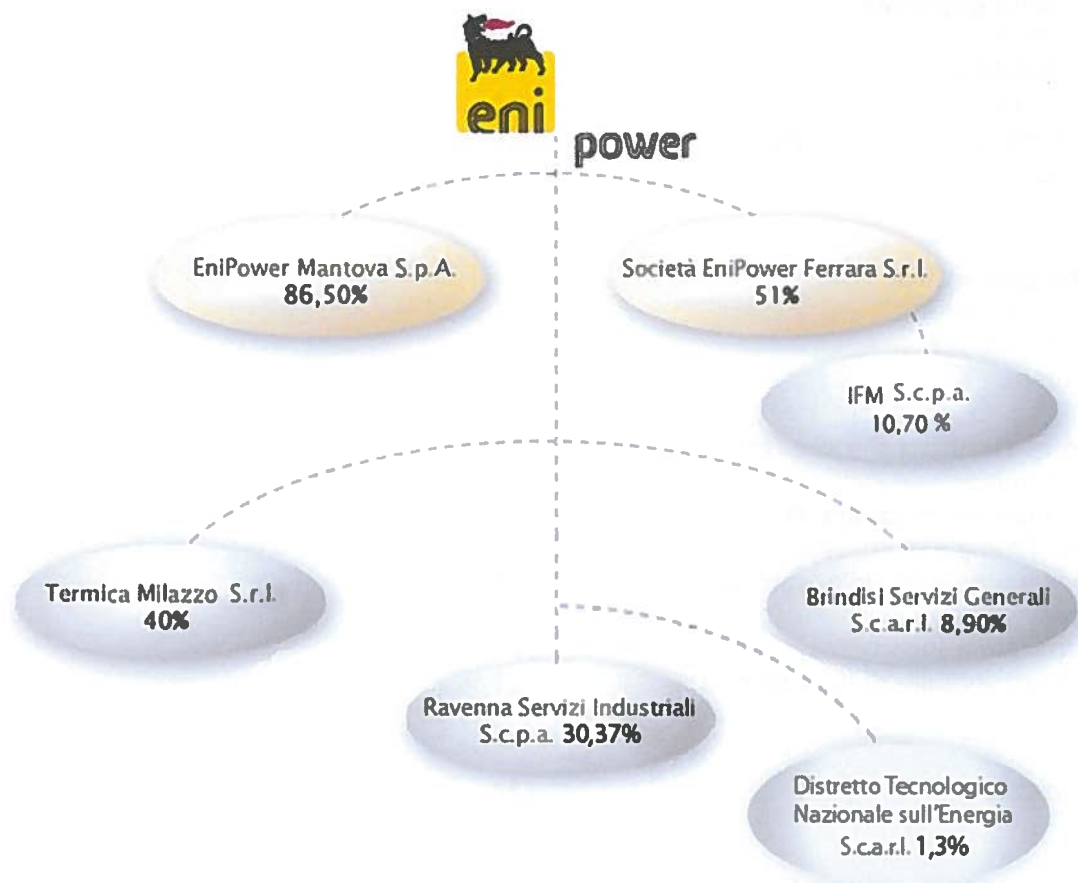 eni
power
EniPower Mantova S.p.A.
86,50%
Società EniPower Ferrara S.r.l.
51%
IFM S.c.p.a.
10,70 %
Termica Milazzo S.r.l.
40%
Brindisi Servizi Generali
S.c.a.r.l. 8,90%
Ravenna Servizi Industriali
S.c.p.a. 30,37%
Distretto Tecnologico
Nazionale sull'Energia
S.c.a.r.l. 1,3%